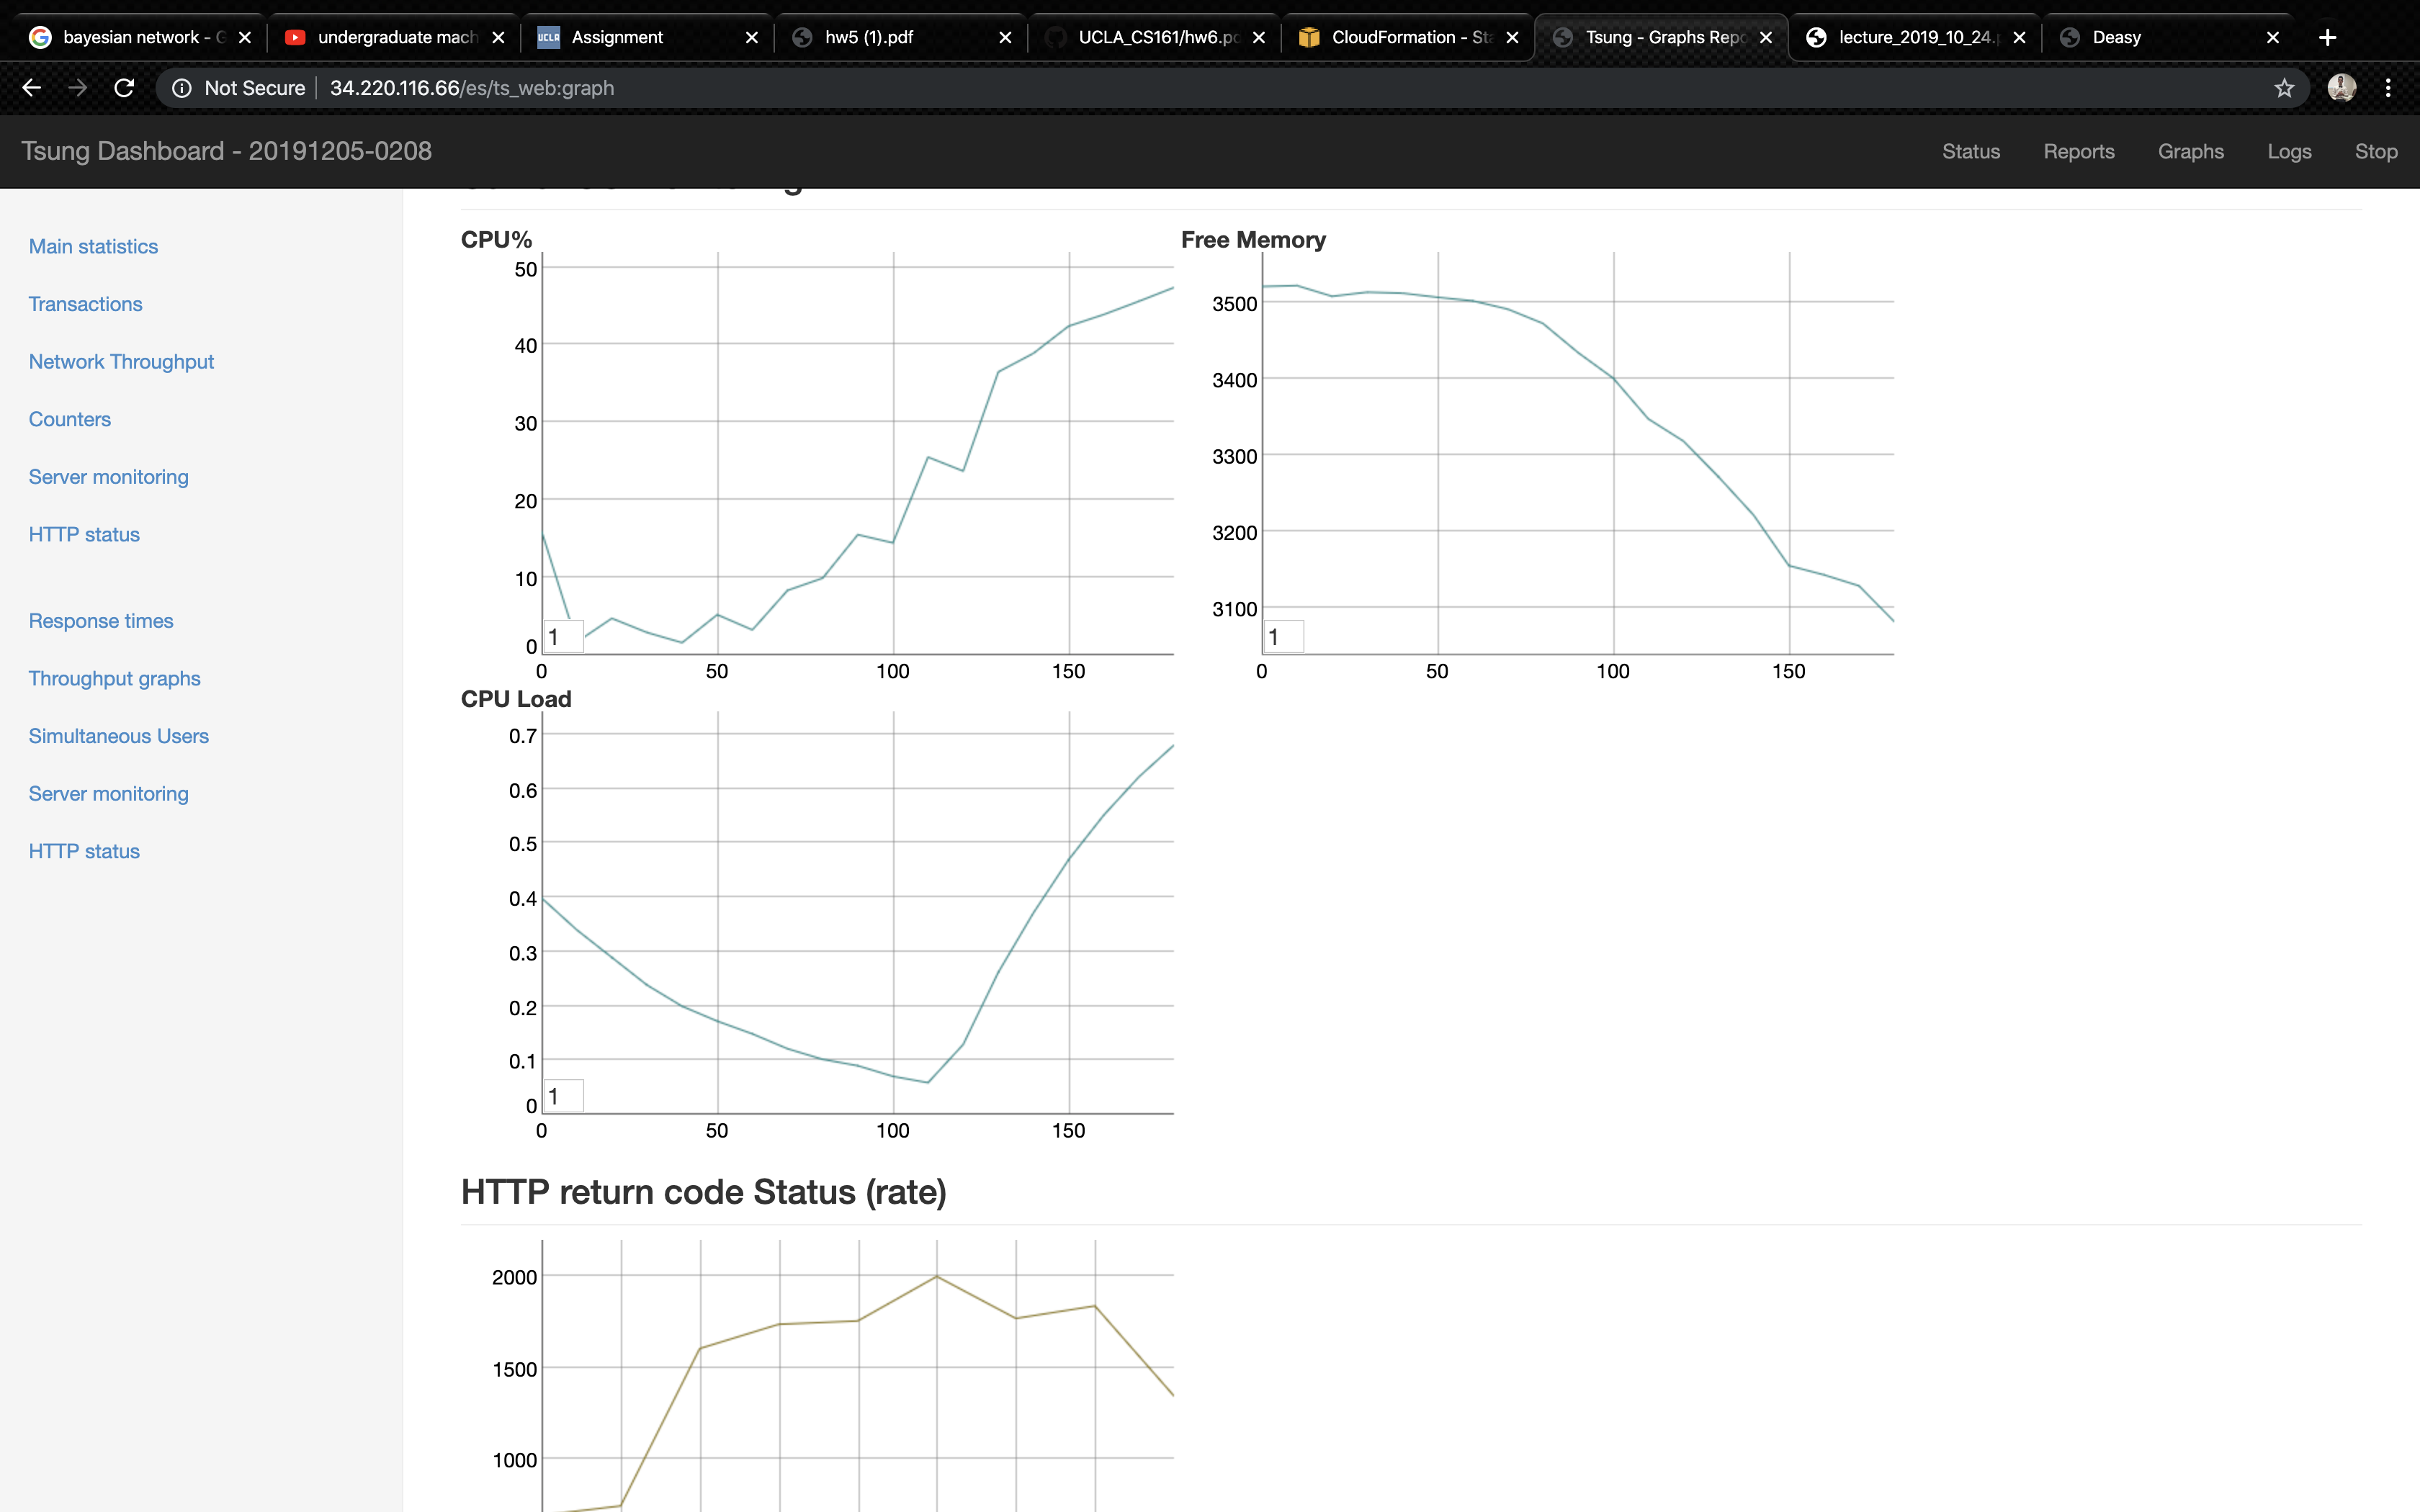 bayesian network - G
undergraduate mach
UCLA
Assignment
hw5 (1).pdf
UCLA_CS161/hw6.pd
CloudFormation - Sta
Tsung - Graphs Repo
lecture_2019_10_24.p
Deasy
Not Secure
34.220.116.66/es/ts_web:graph
Tsung Dashboard - 20191205-0208
Status
Reports
Graphs
Logs
Stop
Main statistics
Transactions
Network Throughput
Counters
Server monitoring
HTTP status
Response times
Throughput graphs
Simultaneous Users
Server monitoring
HTTP status
CPU%
50
40
30
20
10
0
1
0
50
100
150
Free Memory
3500
3400
3300
3200
3100
1
0
50
100
150
CPU Load
0.7
0.6
0.5
0.4
0.3
0.2
0.1
0
1
0
50
100
150
HTTP return code Status (rate)
2000
1500
1000